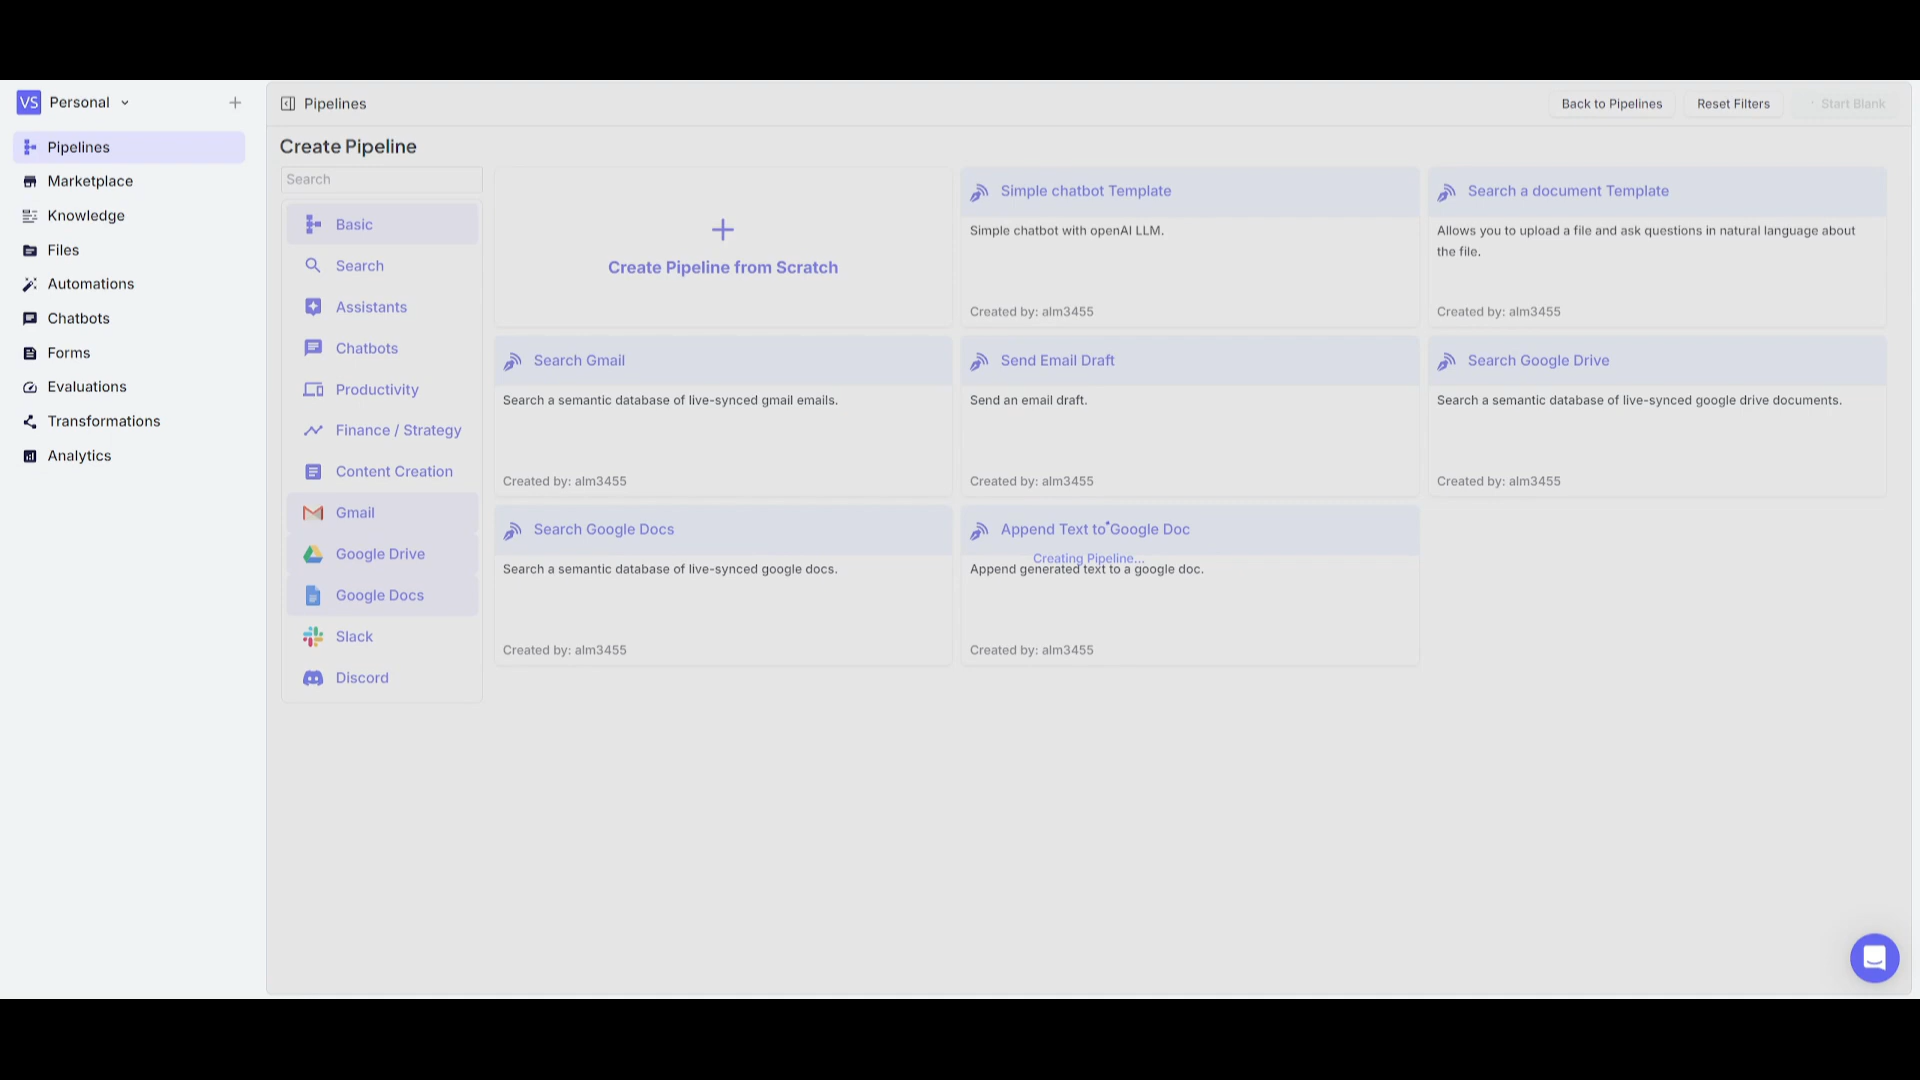 VS Personal
Pipelines
Marketplace
Knowledge
Files
Automations
Chatbots
Forms
Evaluations
Transformations
Analytics
Pipelines
Back to Pipelines
Reset Filters
Start Blank
Create Pipeline
Search
Basic
Search
Assistants
Chatbots
Productivity
Finance / Strategy
Content Creation
Gmail
Google Drive
Google Docs
Slack
Discord
Create Pipeline from Scratch
Simple chatbot Template
Simple chatbot with openAI LLM.
Created by: alm3455
Search a document Template
Allows you to upload a file and ask questions in natural language about
the file.
Created by: alm3455
Search Gmail
Search a semantic database of live-synced gmail emails.
Created by: alm3455
Send Email Draft
Send an email draft.
Created by: alm3455
Search Google Drive
Search a semantic database of live-synced google drive documents.
Created by: alm3455
Search Google Docs
Search a semantic database of live-synced google docs.
Created by: alm3455
Append Text to Google Doc
Creating Pipeline...
Append generated text to a google doc.
Created by: alm3455